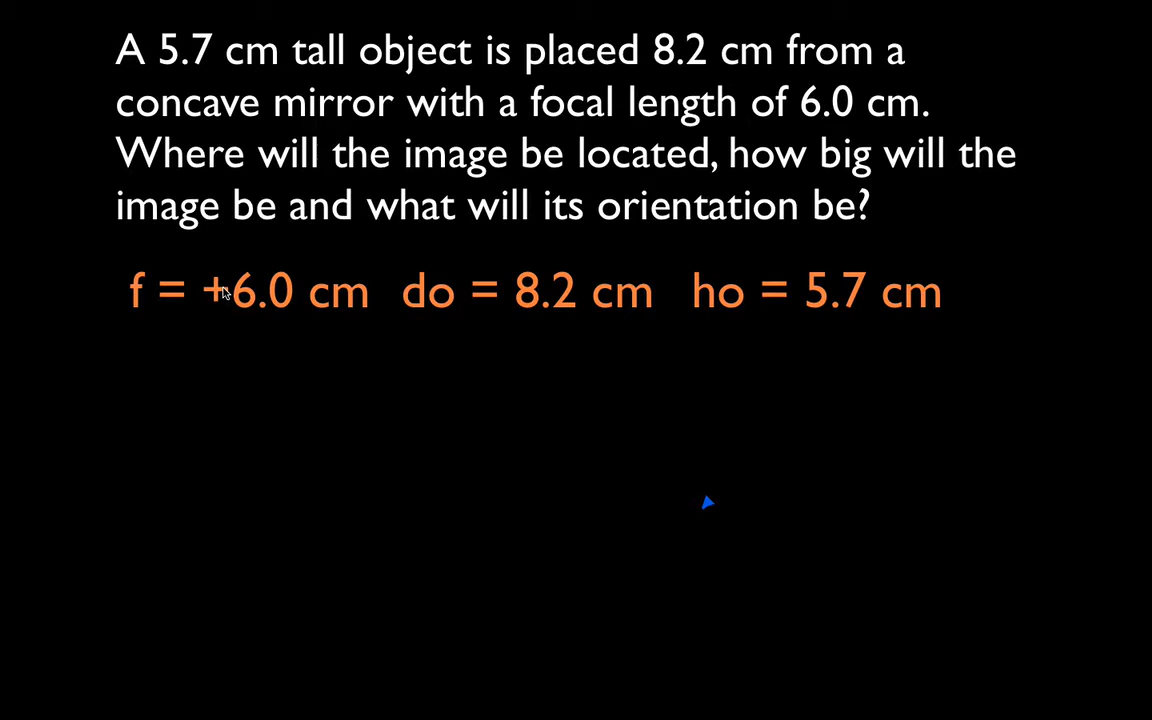 A 5.7 cm tall object is placed 8.2 cm from a
concave mirror with a focal length of 6.0 cm.
Where will the image be located, how big will the
image be and what will its orientation be?
f = +6.0 cm do = 8.2 cm ho = 5.7 cm